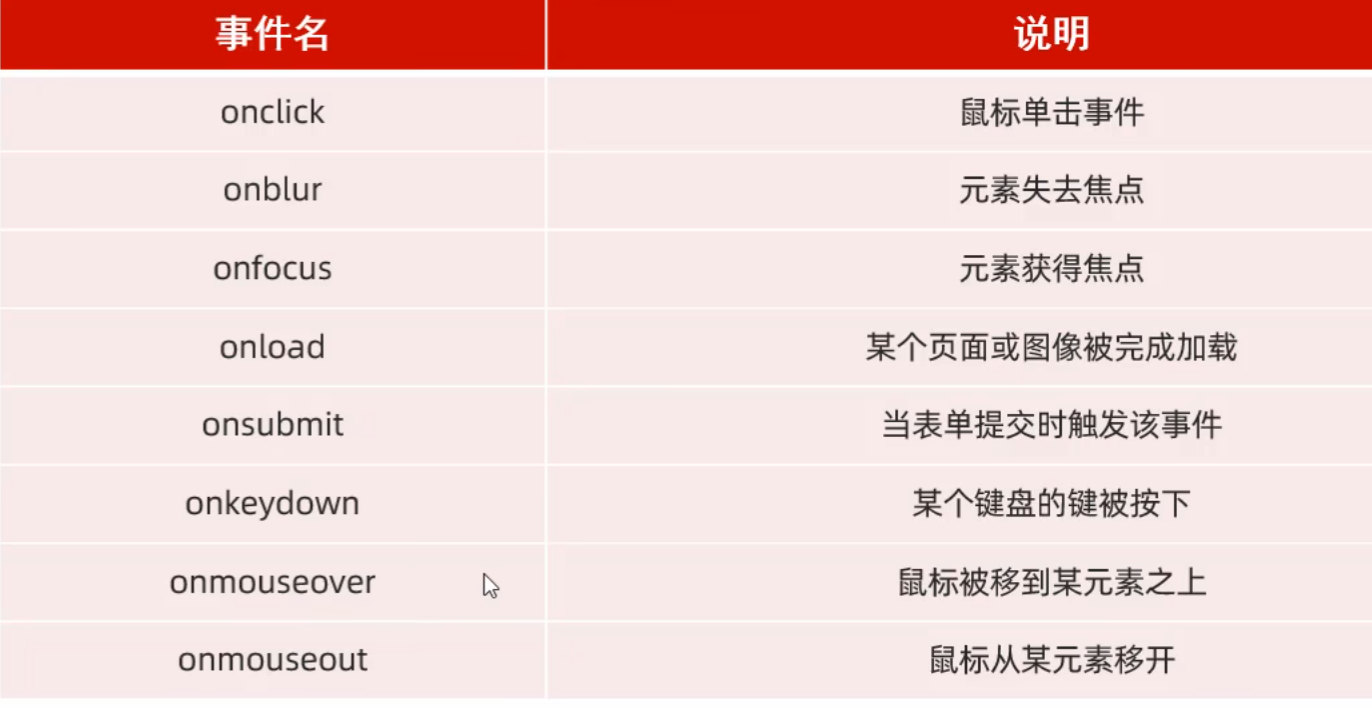 事件名 说明
onclick 鼠标单击事件
onblur 元素失去焦点
onfocus 元素获得焦点
onload 某个页面或图像被完成加载
onsubmit 当表单提交时触发该事件
onkeydown 某个键盘的键被按下
onmouseover 鼠标被移到某元素之上
onmouseout 鼠标从某元素移开